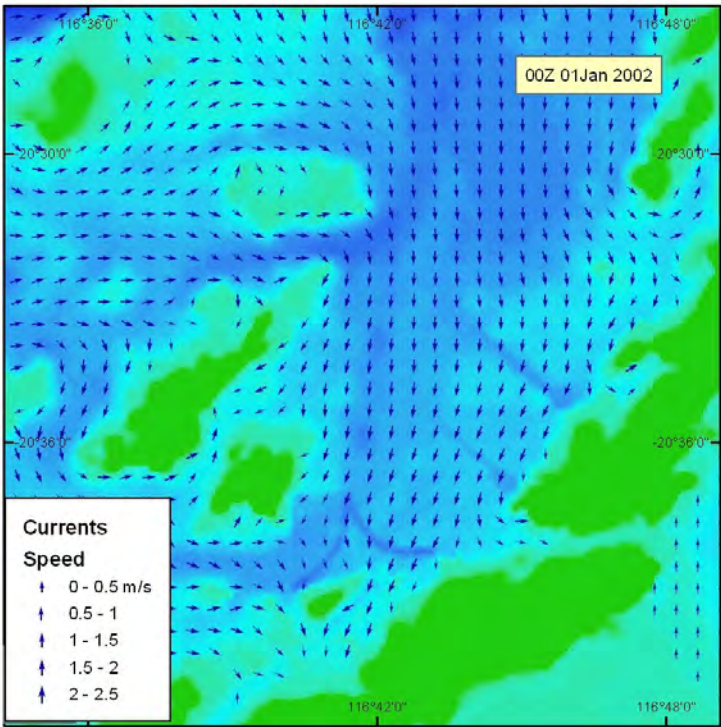 116°36'0" 116°42'0" 116°48'0"
00Z 01Jan 2002
-20°30'0" -20°30'0"
-20°36'0" -20°36'0"
Currents
Speed
0 - 0.5 m/s
0.5 - 1
1 - 1.5
1.5 - 2
2 - 2.5
116°42'0" 116°48'0"